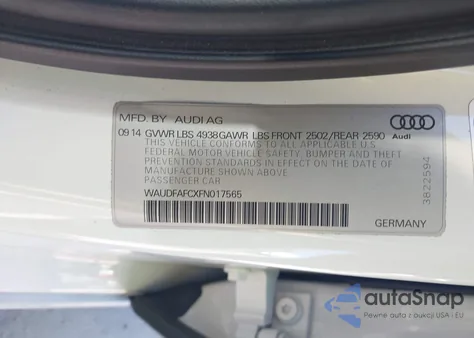 MFD. BY AUDI AG
09 14 GVWR LBS 4938 GAWR LBS FRONT 2502/REAR 2590 Audi
THIS VEHICLE CONFORMS TO ALL APPLICABLE U.S.
FEDERAL MOTOR VEHICLE SAFETY, BUMPER AND THEFT
PREVENTION STANDARDS IN EFFECT ON THE DATE OF
MANUFACTURE SHOWN ABOVE
PASSENGER CAR
WAUDFAFCXFN017565
GERMANY
3822594
autoSnap
Auta używane z USA i EU